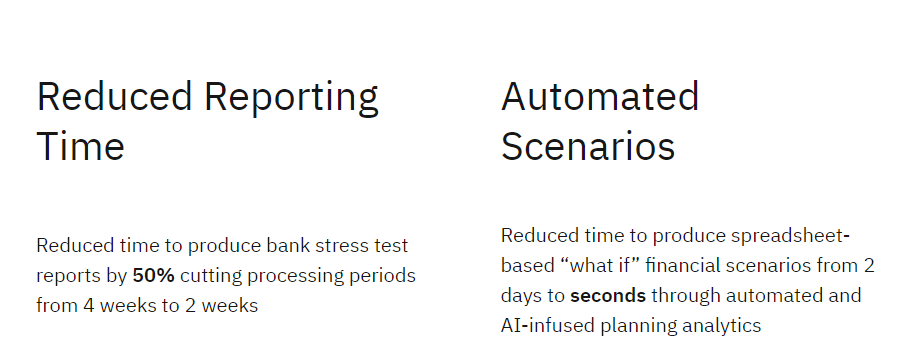 Reduced Reporting
Time
Reduced time to produce bank stress test
reports by 50% cutting processing periods
from 4 weeks to 2 weeks
Automated
Scenarios
Reduced time to produce spreadsheet-
based “what if” financial scenarios from 2
days to seconds through automated and
AI-infused planning analytics